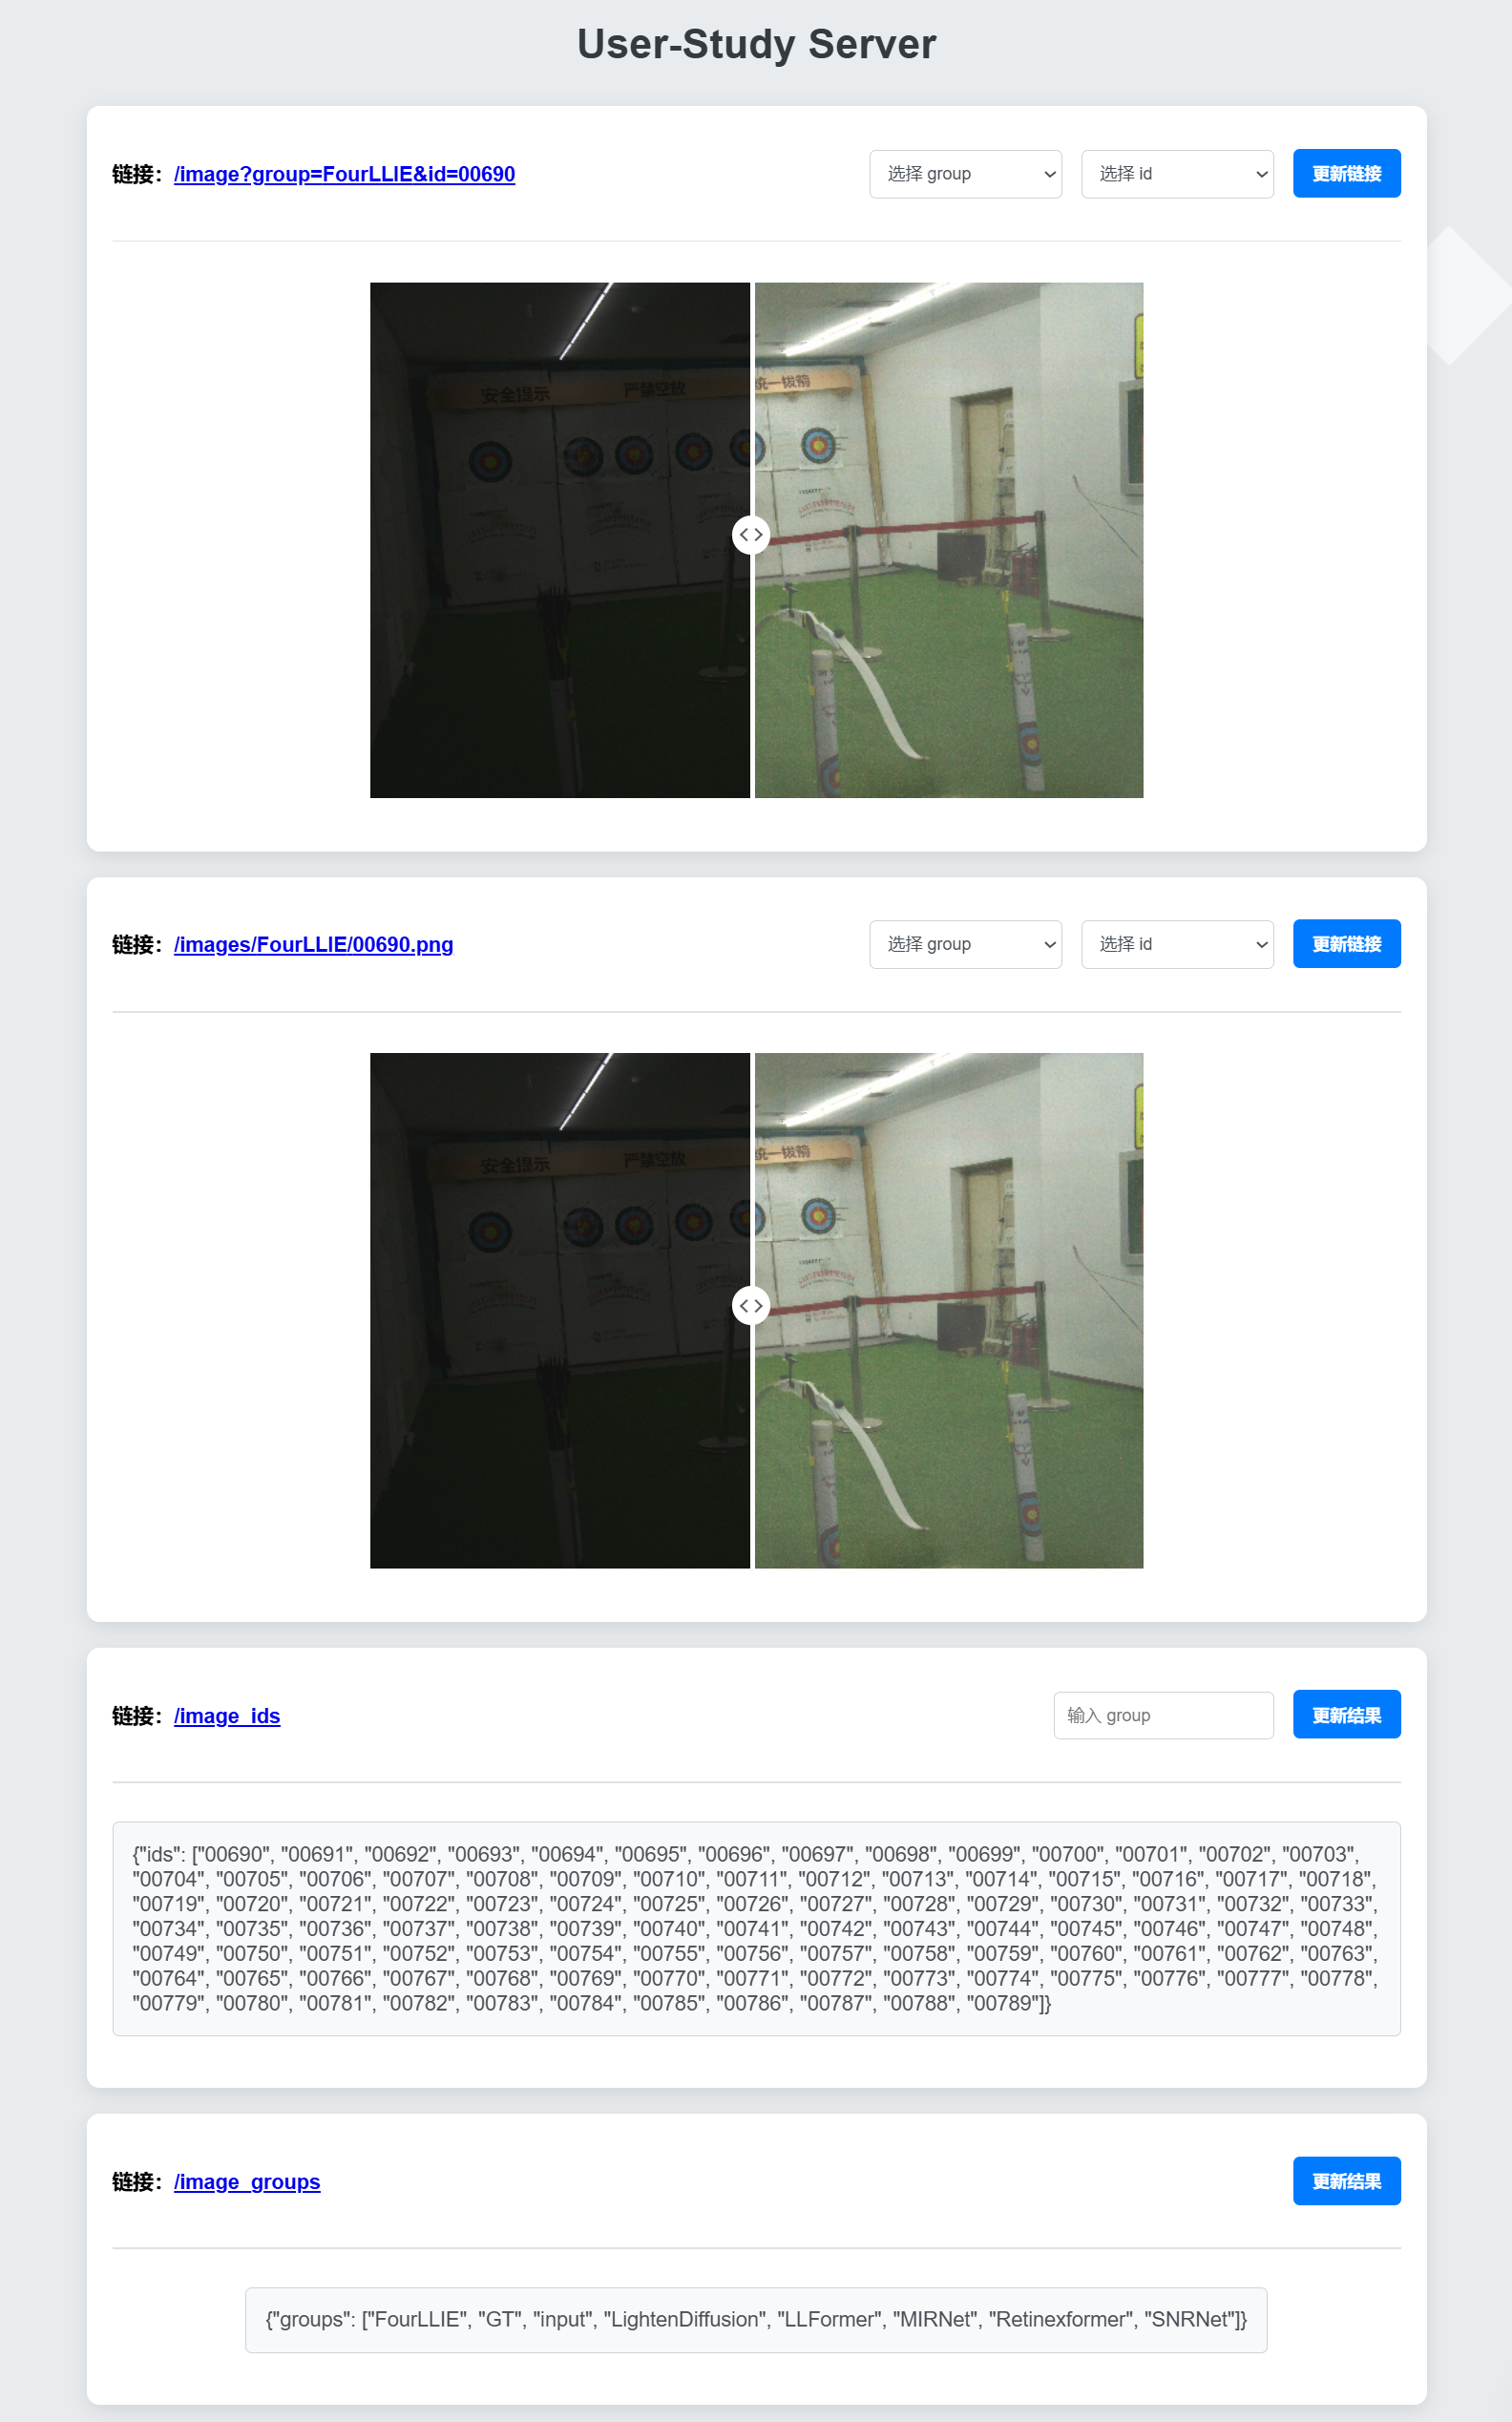 User-Study Server
链接：/image?group=FourLLIE&id=00690
选择 group
选择 id
更新链接
安全提示
严禁空放
统一拔箭
链接：/images/FourLLIE/00690.png
选择 group
选择 id
更新链接
安全提示
严禁空放
统一拔箭
链接：/image_ids
输入 group
更新结果
{"ids": ["00690", "00691", "00692", "00693", "00694", "00695", "00696", "00697", "00698", "00699", "00700", "00701", "00702", "00703",
"00704", "00705", "00706", "00707", "00708", "00709", "00710", "00711", "00712", "00713", "00714", "00715", "00716", "00717", "00718",
"00719", "00720", "00721", "00722", "00723", "00724", "00725", "00726", "00727", "00728", "00729", "00730", "00731", "00732", "00733",
"00734", "00735", "00736", "00737", "00738", "00739", "00740", "00741", "00742", "00743", "00744", "00745", "00746", "00747", "00748",
"00749", "00750", "00751", "00752", "00753", "00754", "00755", "00756", "00757", "00758", "00759", "00760", "00761", "00762", "00763",
"00764", "00765", "00766", "00767", "00768", "00769", "00770", "00771", "00772", "00773", "00774", "00775", "00776", "00777", "00778",
"00779", "00780", "00781", "00782", "00783", "00784", "00785", "00786", "00787", "00788", "00789"]}
链接：/image_groups
更新结果
{"groups": ["FourLLIE", "GT", "input", "LightenDiffusion", "LLFormer", "MIRNet", "Retinexformer", "SNRNet"]}